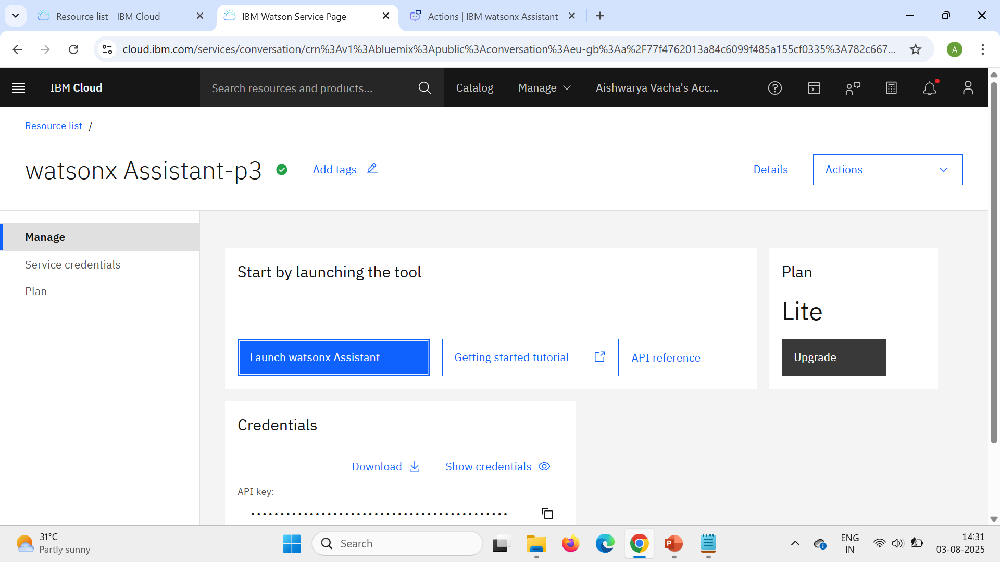 Resource list - IBM Cloud
IBM Watson Service Page
Actions | IBM watsonx Assistant
cloud.ibm.com/services/conversation/crn%3Av1%3Abluemix%3Apublic%3Aconversation%3Aeu-gb%3Aa%2F77f4762013a84c6099f485a155cf0335%3A782c667...
A
IBM Cloud
Search resources and products...
Catalog
Manage
Aishwarya Vacha's Acc...
Resource list /
watsonx Assistant-p3
Add tags
Details
Actions
Manage
Service credentials
Plan
Start by launching the tool
Launch watsonx Assistant
Getting started tutorial
API reference
Plan
Lite
Upgrade
Credentials
Download
Show credentials
API key:
31°C
Partly sunny
Search
ENG
IN
14:31
03-08-2025